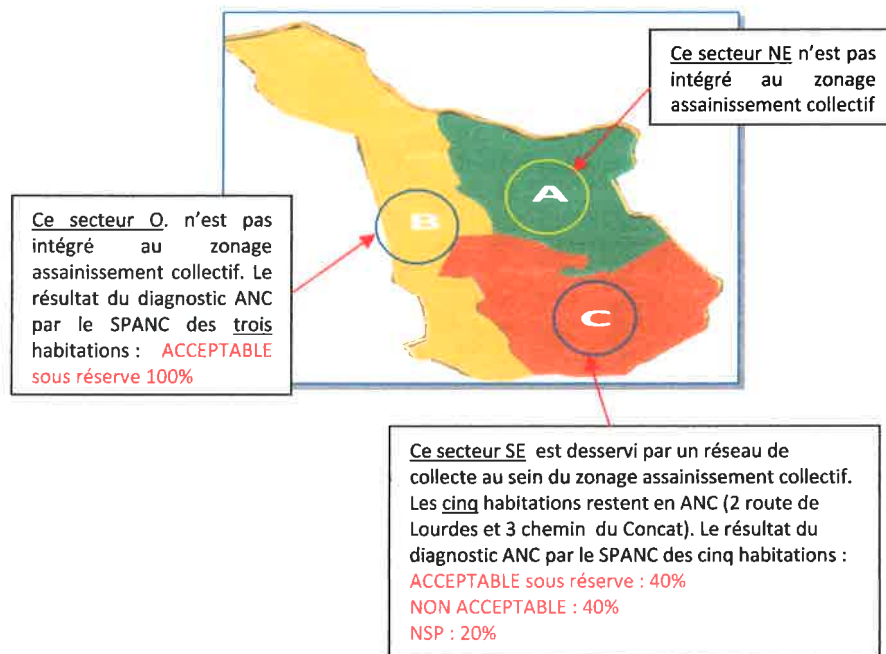 Ce secteur NE n'est pas
intégré au zonage
assainissement collectif
A
B
C
Ce secteur O. n'est pas
intégré au zonage
assainissement collectif. Le
résultat du diagnostic ANC
par le SPANC des trois
habitations : ACCEPTABLE
sous réserve 100%
Ce secteur SE est desservi par un réseau de
collecte au sein du zonage assainissement collectif.
Les cinq habitations restent en ANC (2 route de
Lourdes et 3 chemin du Concat). Le résultat du
diagnostic ANC par le SPANC des cinq habitations :
ACCEPTABLE sous réserve : 40%
NON ACCEPTABLE : 40%
NSP : 20%